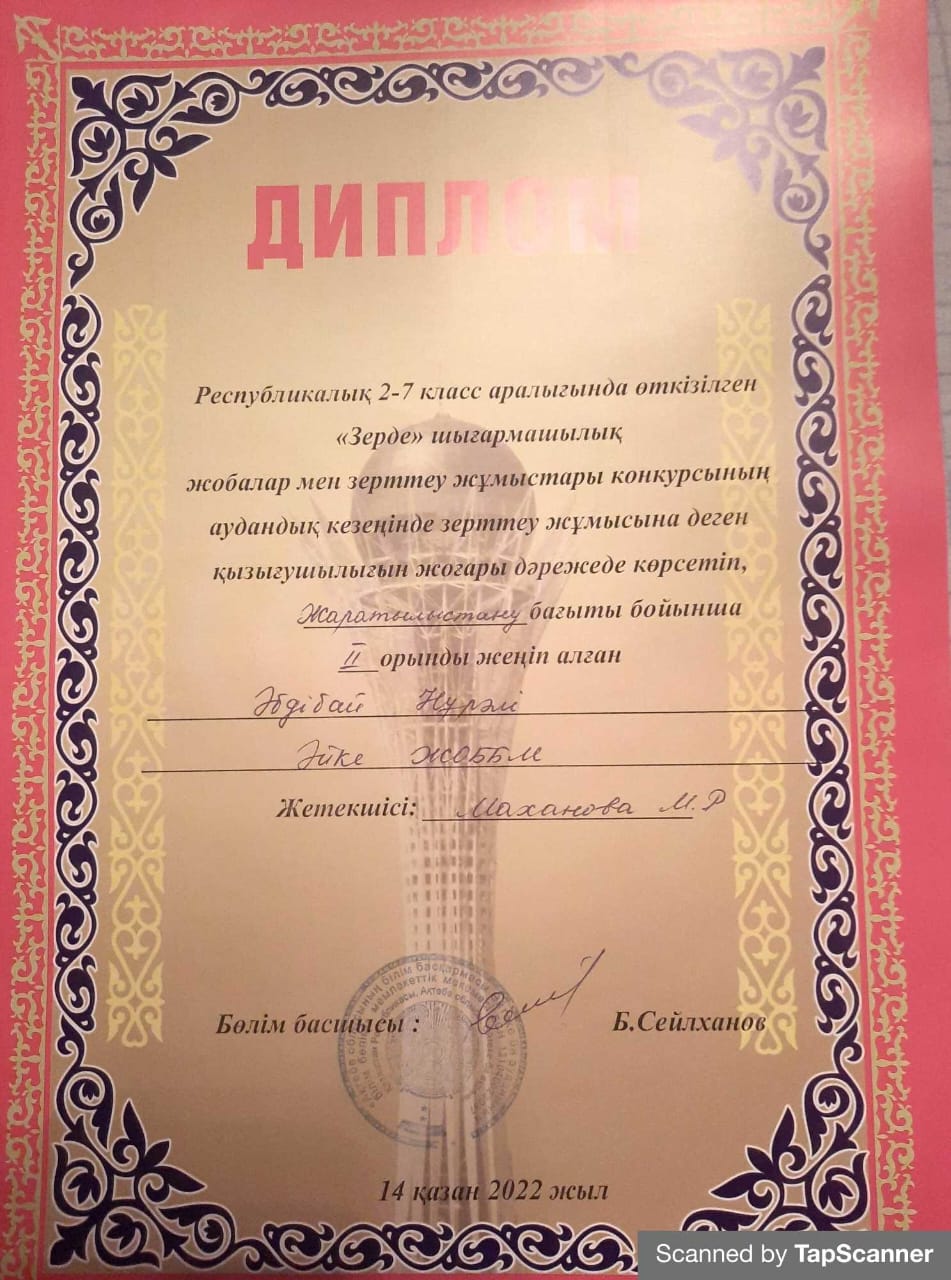 ДИПЛОМ
Республикалық 2-7 класс аралығында өткізілген
«Зерде» шығармашылық
жобалар мен зерттеу жұмыстары конкурсының
аудандық кезеңінде зерттеу жұмысына деген
қызығушылығын жоғары дәрежеде көрсетіп,
Жаратылыстану бағыты бойынша
II орынды жеңіп алған
Әбдібай Нұрәлі
Әйке ЖОББМ
Жетекшісі: Маханова М.Р
Бөлім басшысы : Б.Сейлханов
14 қазан 2022 жыл
Scanned by TapScanner